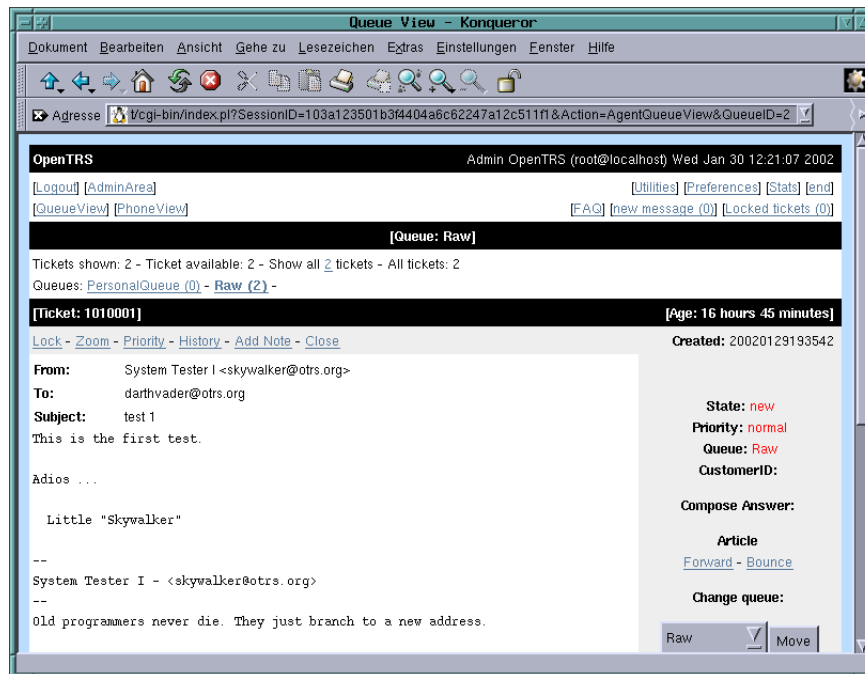 Queue View - Konqueror
Dokument Bearbeiten Ansicht Gehe zu Lesezeichen Extras Einstellungen Fenster Hilfe
Adresse t/cgi-bin/index.pl?SessionID=103a123501b3f4404a6c62247a12c511f1&Action=AgentQueueView&QueueID=2
OpenTRS Admin OpenTRS (root@localhost) Wed Jan 30 12:21:07 2002
[Logout] [AdminArea] [Utilities] [Preferences] [Stats] [end]
[QueueView] [PhoneView] [FAQ] [new message (0)] [Locked tickets (0)]
[Queue: Raw]
Tickets shown: 2 - Ticket available: 2 - Show all 2 tickets - All tickets: 2
Queues: PersonalQueue (0) - Raw (2) -
[Ticket: 1010001] [Age: 16 hours 45 minutes]
Lock - Zoom - Priority - History - Add Note - Close Created: 20020129193542
From: System Tester I <skywalker@otrs.org>
To: darthvader@otrs.org
Subject: test 1
This is the first test.
Adios ...
Little "Skywalker"
--
System Tester I - <skywalker@otrs.org>
--
Old programmers never die. They just branch to a new address.
State: new
Priority: normal
Queue: Raw
CustomerID:
Compose Answer:
Article
Forward - Bounce
Change queue:
Raw Move